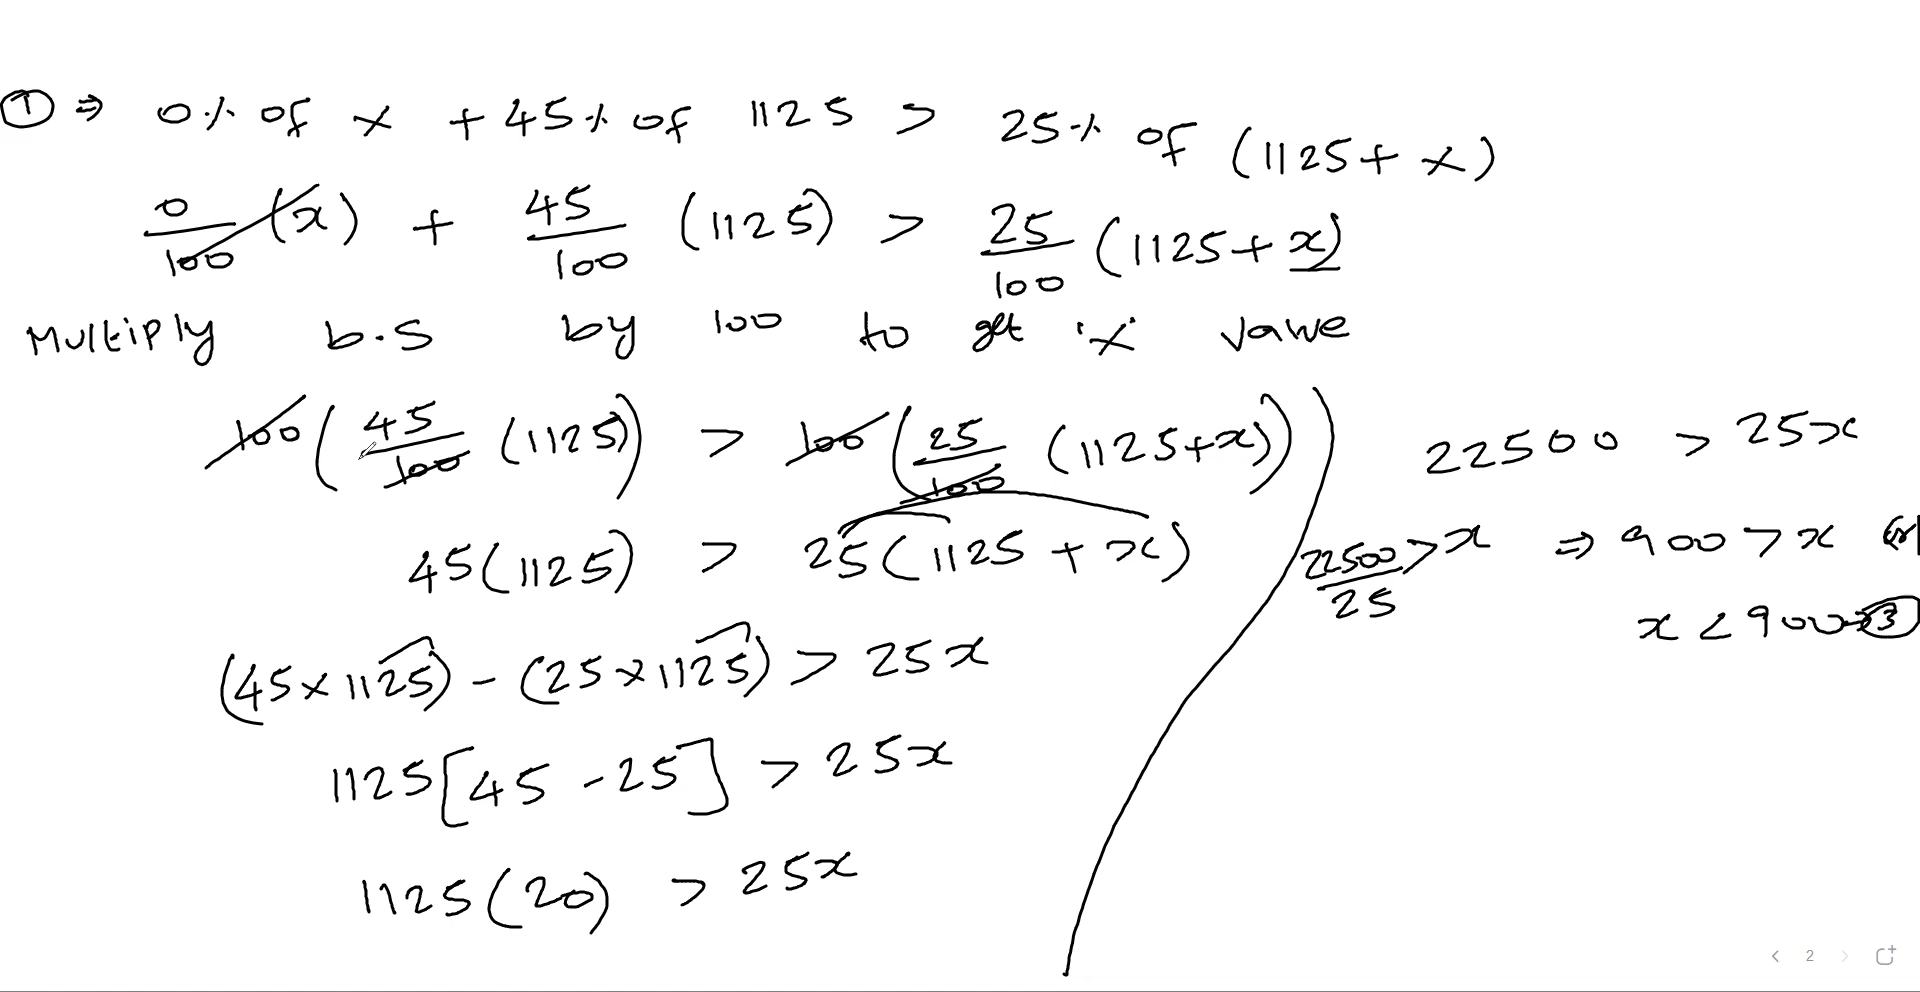 ① ⇒ 0% of x + 45% of 1125 > 25% of (1125 + x)
0/100 (x) + 45/100 (1125) > 25/100 (1125 + x)
Multiply b.s by 100 to get 'x' value
100 (45/100 (1125)) > 100 (25/100 (1125+x))
45(1125) > 25(1125 + x)
(45 x 1125) - (25 x 1125) > 25x
1125 [45 - 25] > 25x
1125 (20) > 25x
22500 > 25x
22500/25 > x ⇒ 900 > x (or)
x < 900 → ③
2